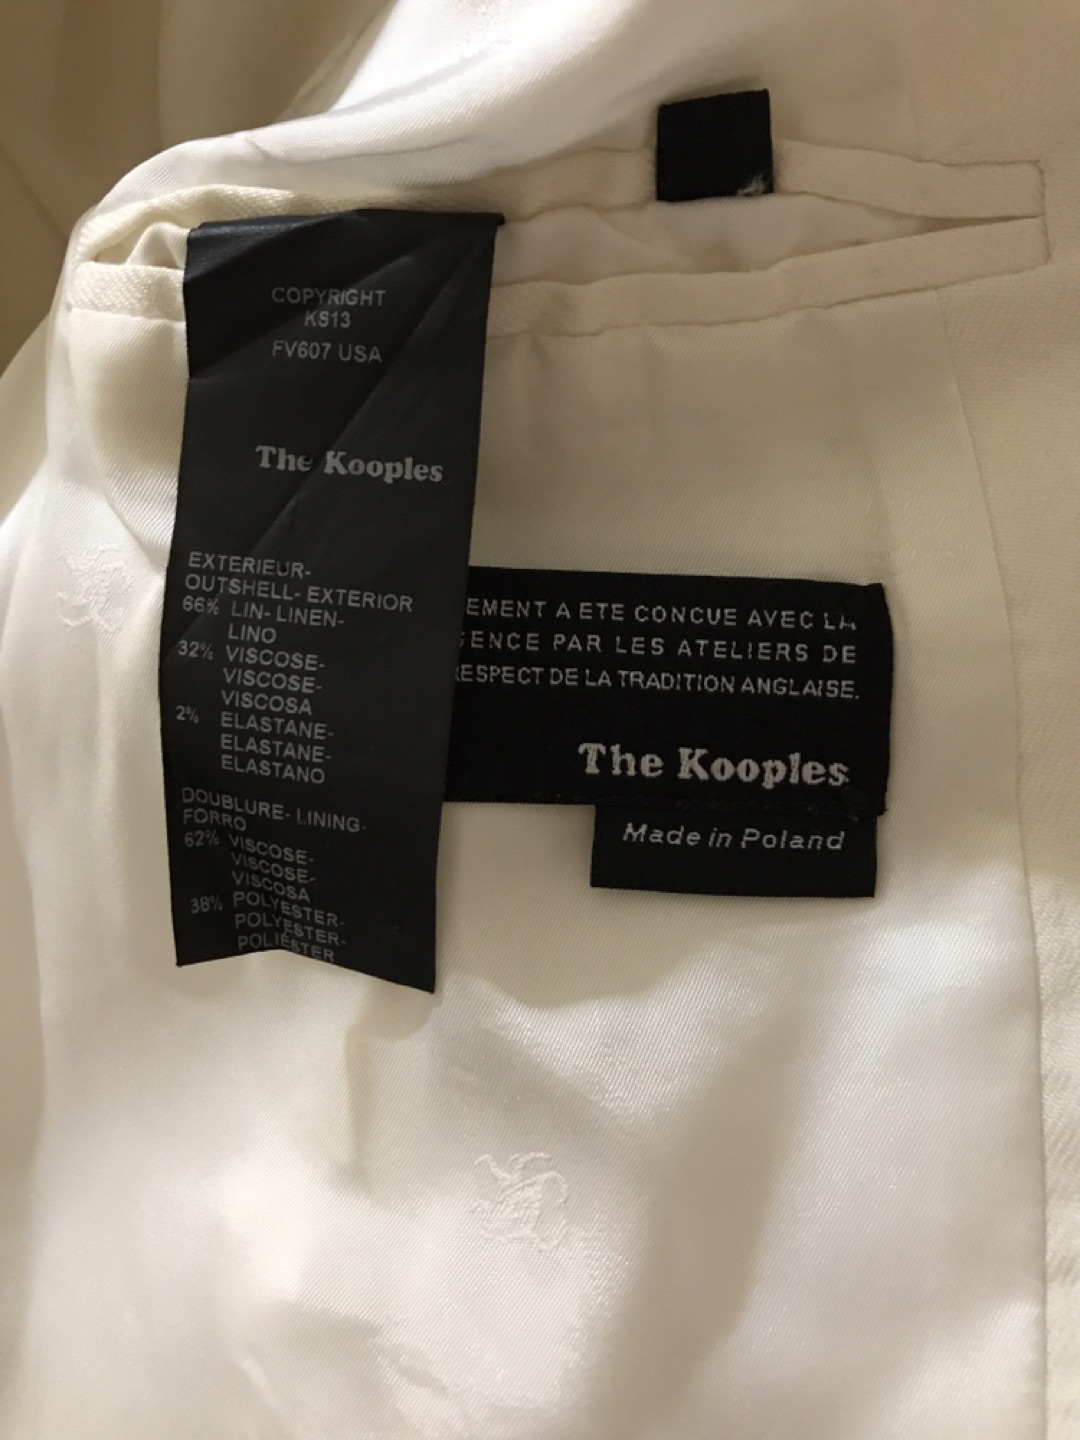 COPYRIGHT
KS13
FV607 USA
The Kooples
EXTERIEUR-
OUTSHELL- EXTERIOR
66% LIN- LINEN-
LINO
32% VISCOSE-
VISCOSE-
VISCOSA
2% ELASTANE-
ELASTANE-
ELASTANO
DOUBLURE- LINING-
FORRO
62% VISCOSE-
VISCOSE-
VISCOSA
38% POLYESTER-
POLYESTER-
POLIÉSTER
EMENT A ETE CONCUE AVEC LA
ENCE PAR LES ATELIERS DE
RESPECT DE LA TRADITION ANGLAISE.
The Kooples
Made in Poland